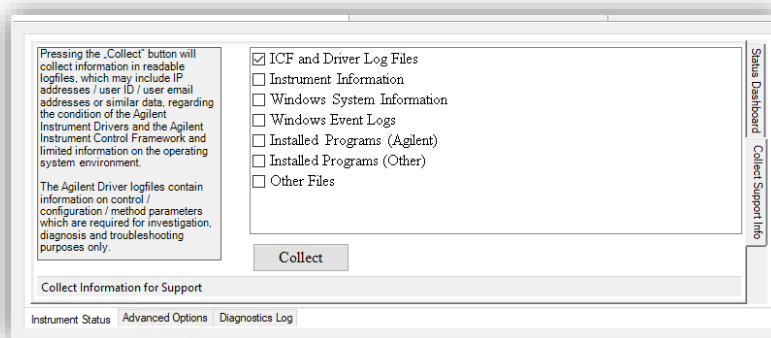 Pressing the „Collect” button will
collect information in readable
logfiles, which may include IP
addresses / user ID / user email
addresses or similar data, regarding
the condition of the Agilent
Instrument Drivers and the Agilent
Instrument Control Framework and
limited information on the operating
system environment.
The Agilent Driver logfiles contain
information on control /
configuration / method parameters
which are required for investigation,
diagnosis and troubleshooting
purposes only.
ICF and Driver Log Files
Instrument Information
Windows System Information
Windows Event Logs
Installed Programs (Agilent)
Installed Programs (Other)
Other Files
Collect
Status Dashboard
Collect Support Info
Collect Information for Support
Instrument Status
Advanced Options
Diagnostics Log